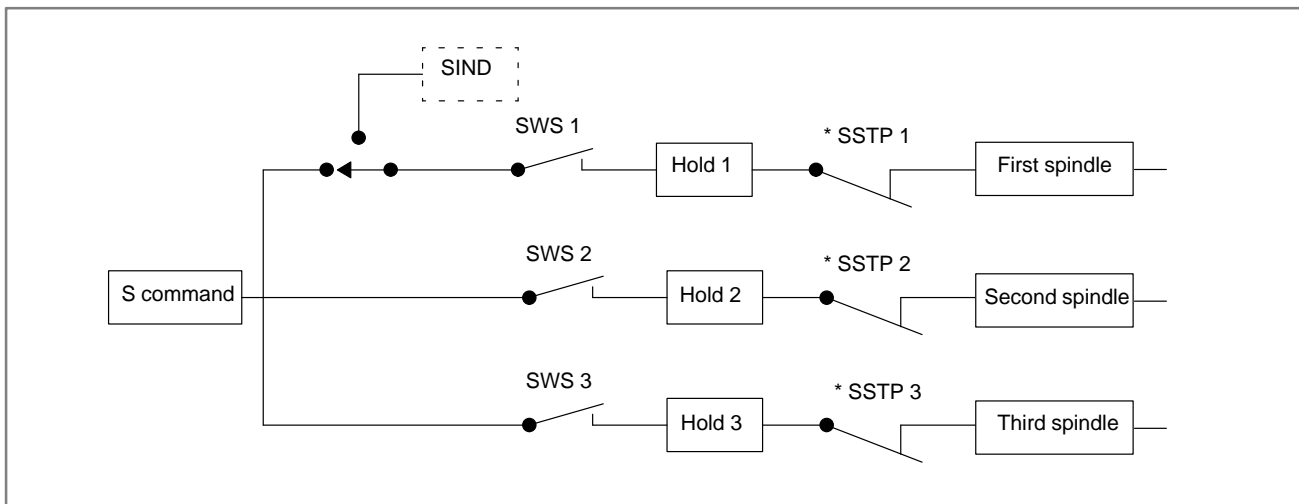 SIND
SWS 1
* SSTP 1
Hold 1
First spindle
SWS 2
* SSTP 2
S command
Hold 2
Second spindle
SWS 3
* SSTP 3
Hold 3
Third spindle